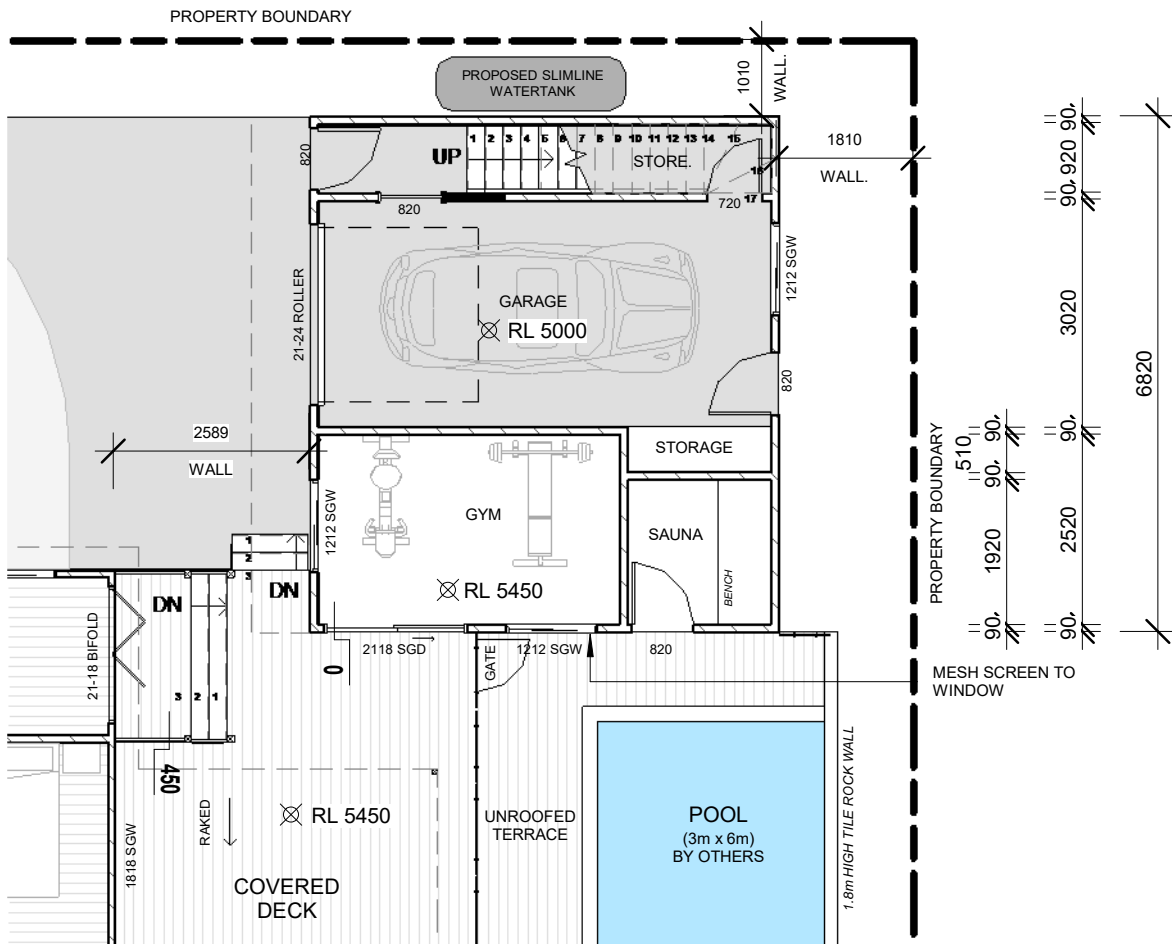 PROPERTY BOUNDARY
PROPOSED SLIMLINE
WATERTANK
1010
WALL.
1810
WALL.
90
920
90
820
UP
1 2 3 4 5 6 7 8 9 10 11 12 13 14 15
16
17
STORE.
820
720
1212 SGW
21-24 ROLLER
GARAGE
RL 5000
3020
6820
820
2589
WALL
STORAGE
PROPERTY BOUNDARY
510
90
90
90
1212 SGW
GYM
SAUNA
BENCH
RL 5450
1920
2520
90
90
DN
DN
1
2
3
21-18 BIFOLD
3 2 1
0
2118 SGD
GATE
1212 SGW
820
MESH SCREEN TO
WINDOW
450
RAKED
RL 5450
1818 SGW
COVERED
DECK
UNROOFED
TERRACE
POOL
(3m x 6m)
BY OTHERS
1.8m HIGH TILE ROCK WALL